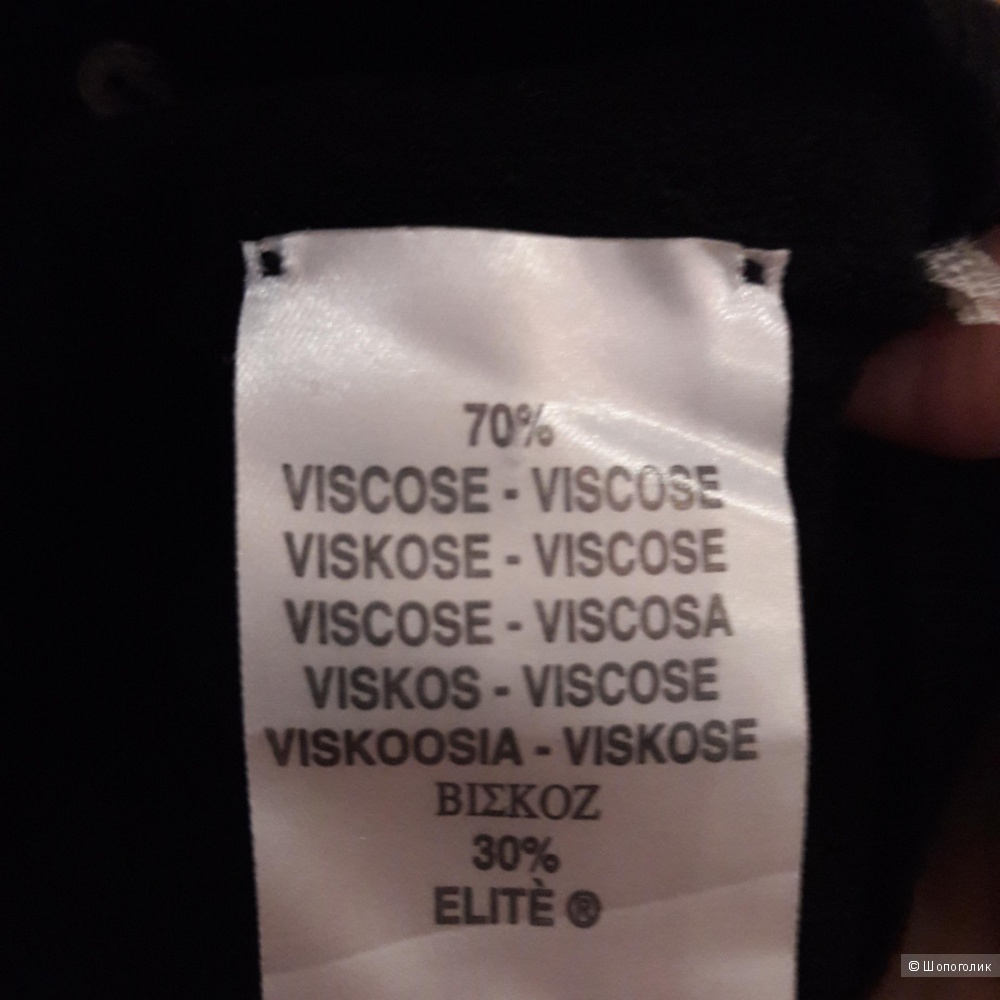 70%
VISCOSE - VISCOSE
VISKOSE - VISCOSE
VISCOSE - VISCOSA
VISKOS - VISCOSE
VISKOOSIA - VISKOSE
ΒΙΣΚΟΖ
30%
ELITÈ ®
© Шопоголик